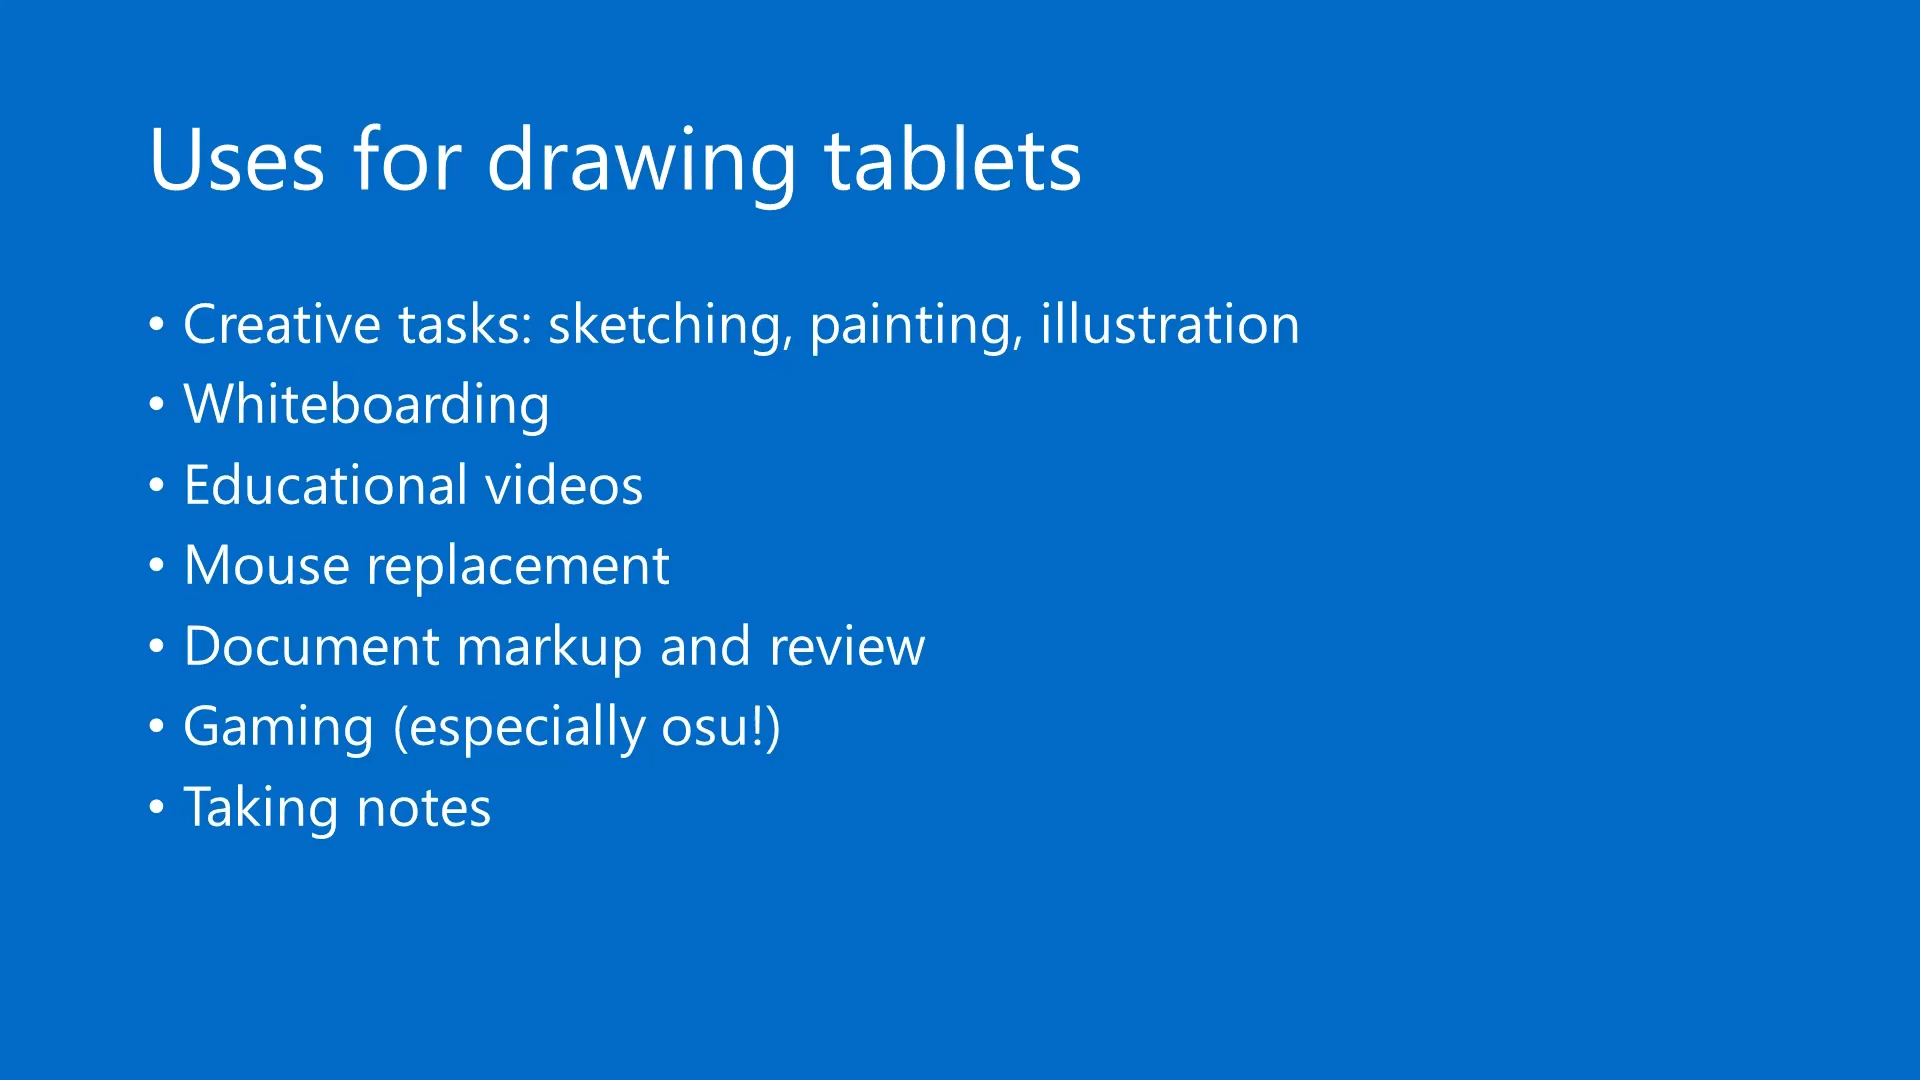 Uses for drawing tablets
• Creative tasks: sketching, painting, illustration
• Whiteboarding
• Educational videos
• Mouse replacement
• Document markup and review
• Gaming (especially osu!)
• Taking notes